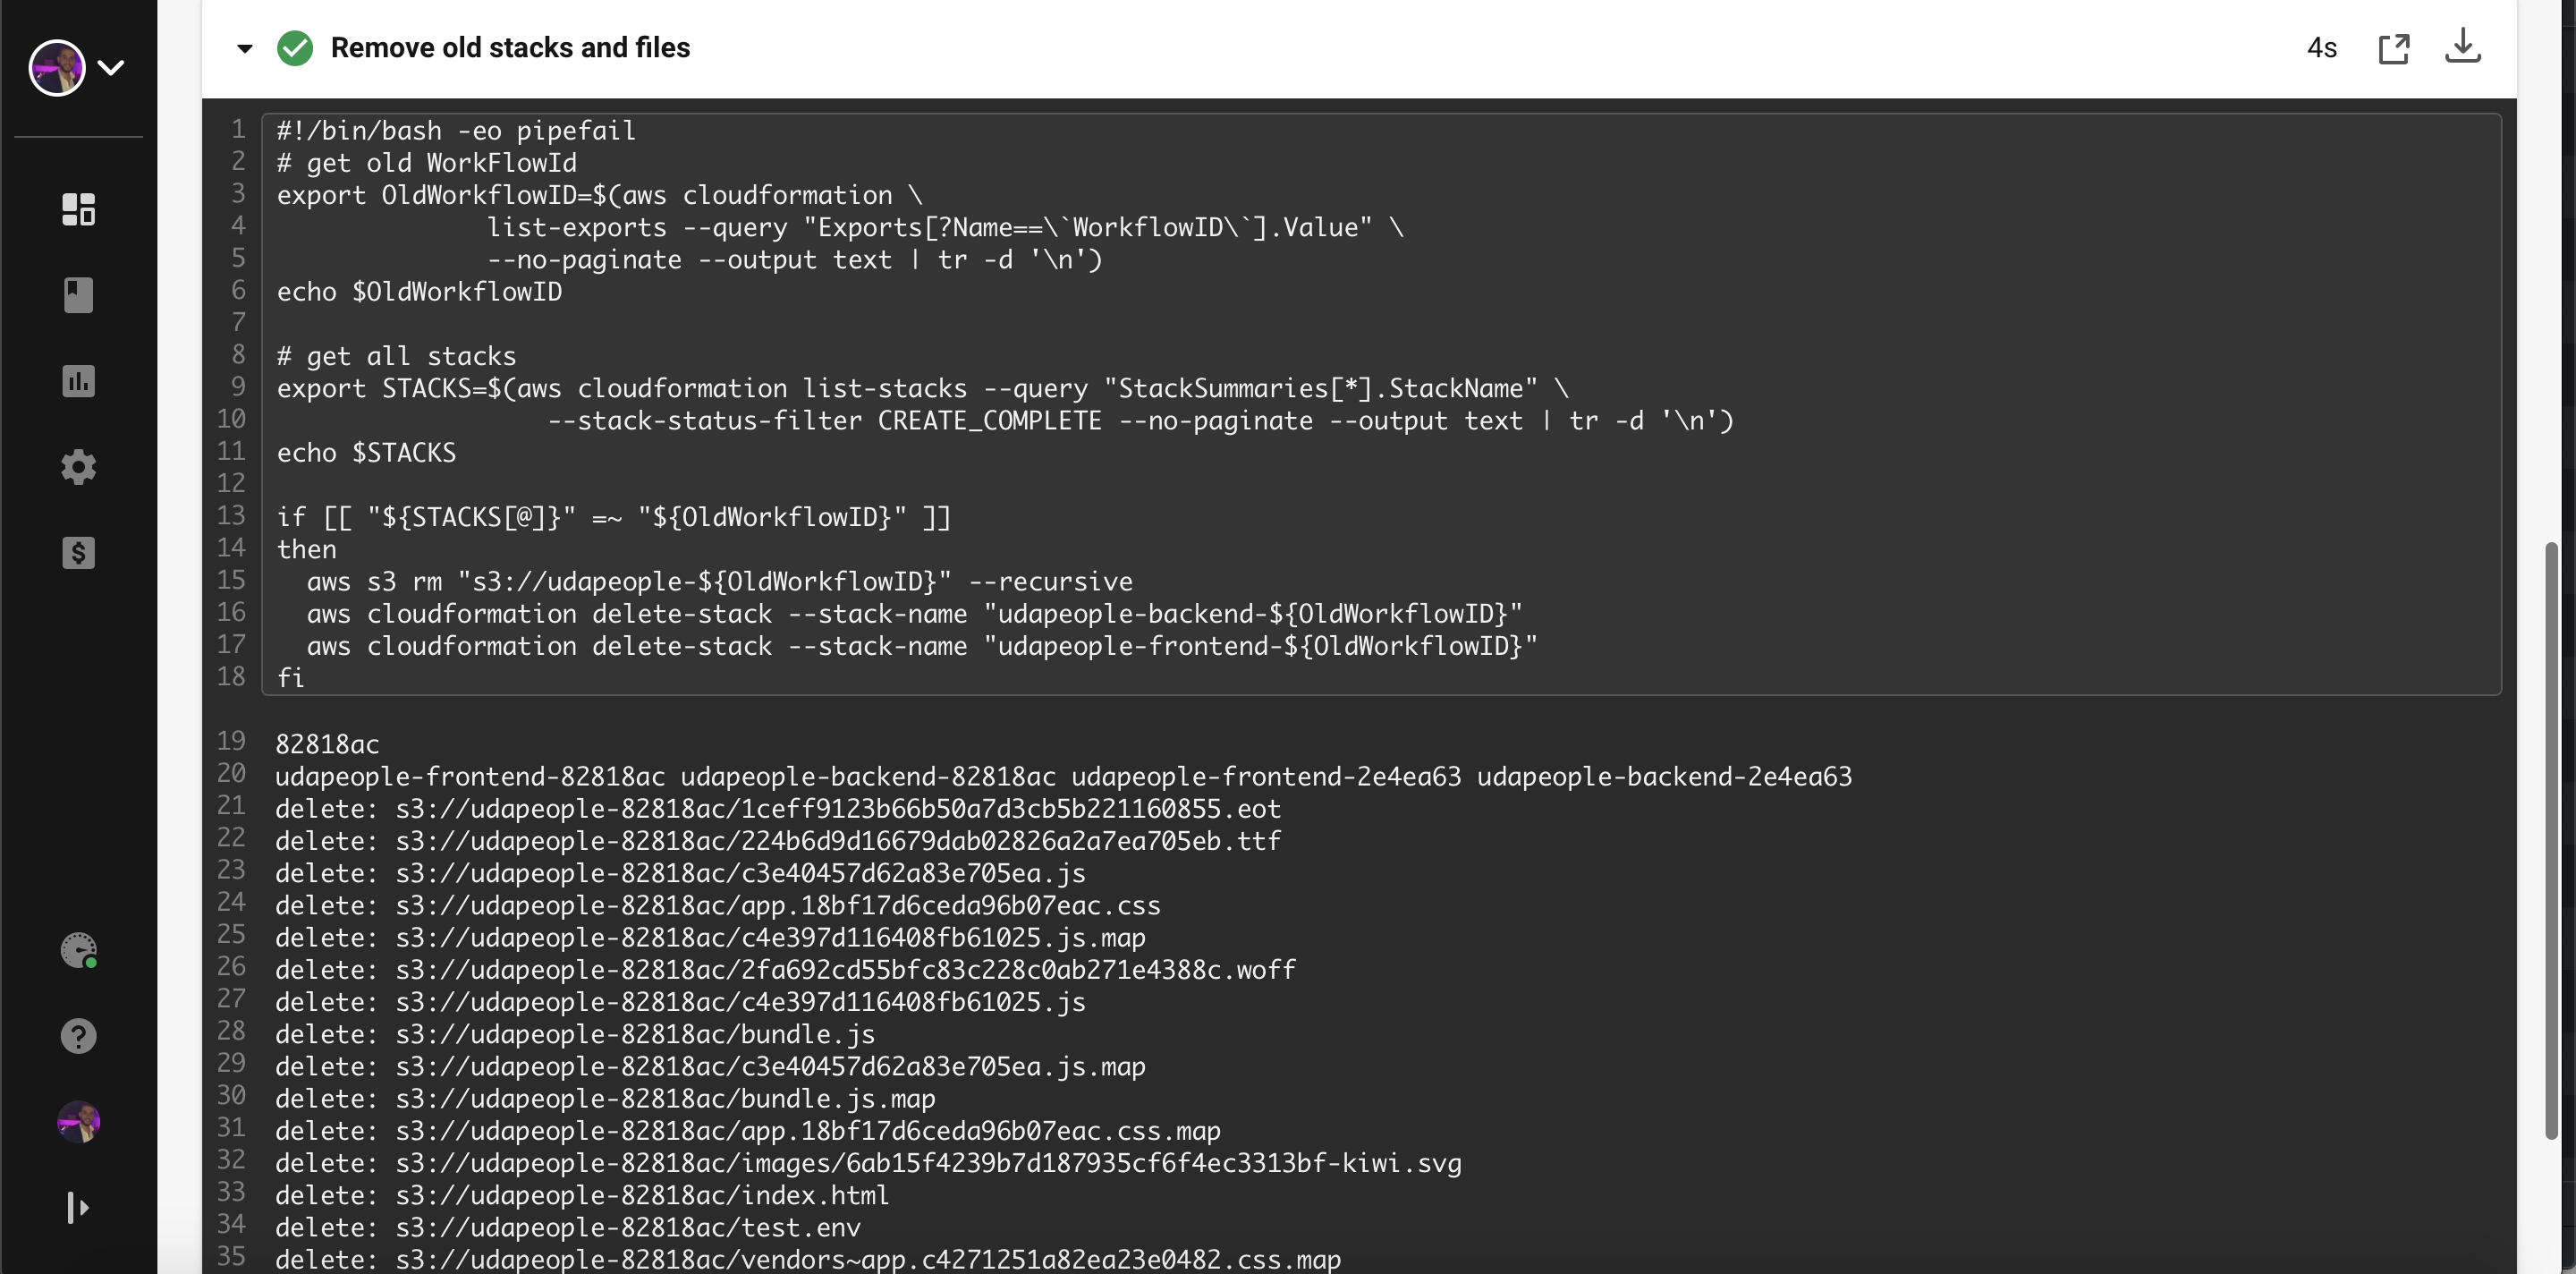 Remove old stacks and files
4s
1 #!/bin/bash -eo pipefail
2 # get old WorkFlowId
3 export OldWorkflowID=$(aws cloudformation \
4               list-exports --query "Exports[?Name==\`WorkflowID\`].Value" \
5               --no-paginate --output text | tr -d '\n')
6 echo $OldWorkflowID
7
8 # get all stacks
9 export STACKS=$(aws cloudformation list-stacks --query "StackSummaries[*].StackName" \
10                   --stack-status-filter CREATE_COMPLETE --no-paginate --output text | tr -d '\n')
11 echo $STACKS
12
13 if [[ "${STACKS[@]}" =~ "${OldWorkflowID}" ]]
14 then
15   aws s3 rm "s3://udapeople-${OldWorkflowID}" --recursive
16   aws cloudformation delete-stack --stack-name "udapeople-backend-${OldWorkflowID}"
17   aws cloudformation delete-stack --stack-name "udapeople-frontend-${OldWorkflowID}"
18 fi
19 82818ac
20 udapeople-frontend-82818ac udapeople-backend-82818ac udapeople-frontend-2e4ea63 udapeople-backend-2e4ea63
21 delete: s3://udapeople-82818ac/1ceff9123b66b50a7d3cb5b221160855.eot
22 delete: s3://udapeople-82818ac/224b6d9d16679dab02826a2a7ea705eb.ttf
23 delete: s3://udapeople-82818ac/c3e40457d62a83e705ea.js
24 delete: s3://udapeople-82818ac/app.18bf17d6ceda96b07eac.css
25 delete: s3://udapeople-82818ac/c4e397d116408fb61025.js.map
26 delete: s3://udapeople-82818ac/2fa692cd55bfc83c228c0ab271e4388c.woff
27 delete: s3://udapeople-82818ac/c4e397d116408fb61025.js
28 delete: s3://udapeople-82818ac/bundle.js
29 delete: s3://udapeople-82818ac/c3e40457d62a83e705ea.js.map
30 delete: s3://udapeople-82818ac/bundle.js.map
31 delete: s3://udapeople-82818ac/app.18bf17d6ceda96b07eac.css.map
32 delete: s3://udapeople-82818ac/images/6ab15f4239b7d187935cf6f4ec3313bf-kiwi.svg
33 delete: s3://udapeople-82818ac/index.html
34 delete: s3://udapeople-82818ac/test.env
35 delete: s3://udapeople-82818ac/vendors~app.c4271251a82ea23e0482.css.map